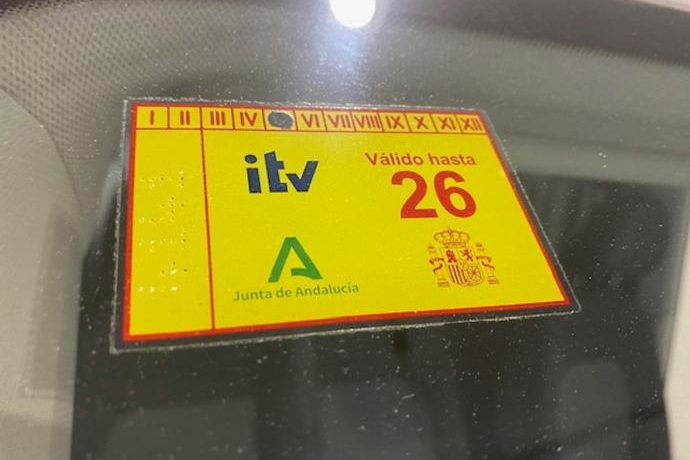 I II III IV VI VII VIII IX X XI XII
itv
Válido hasta
26
Junta de Andalucía